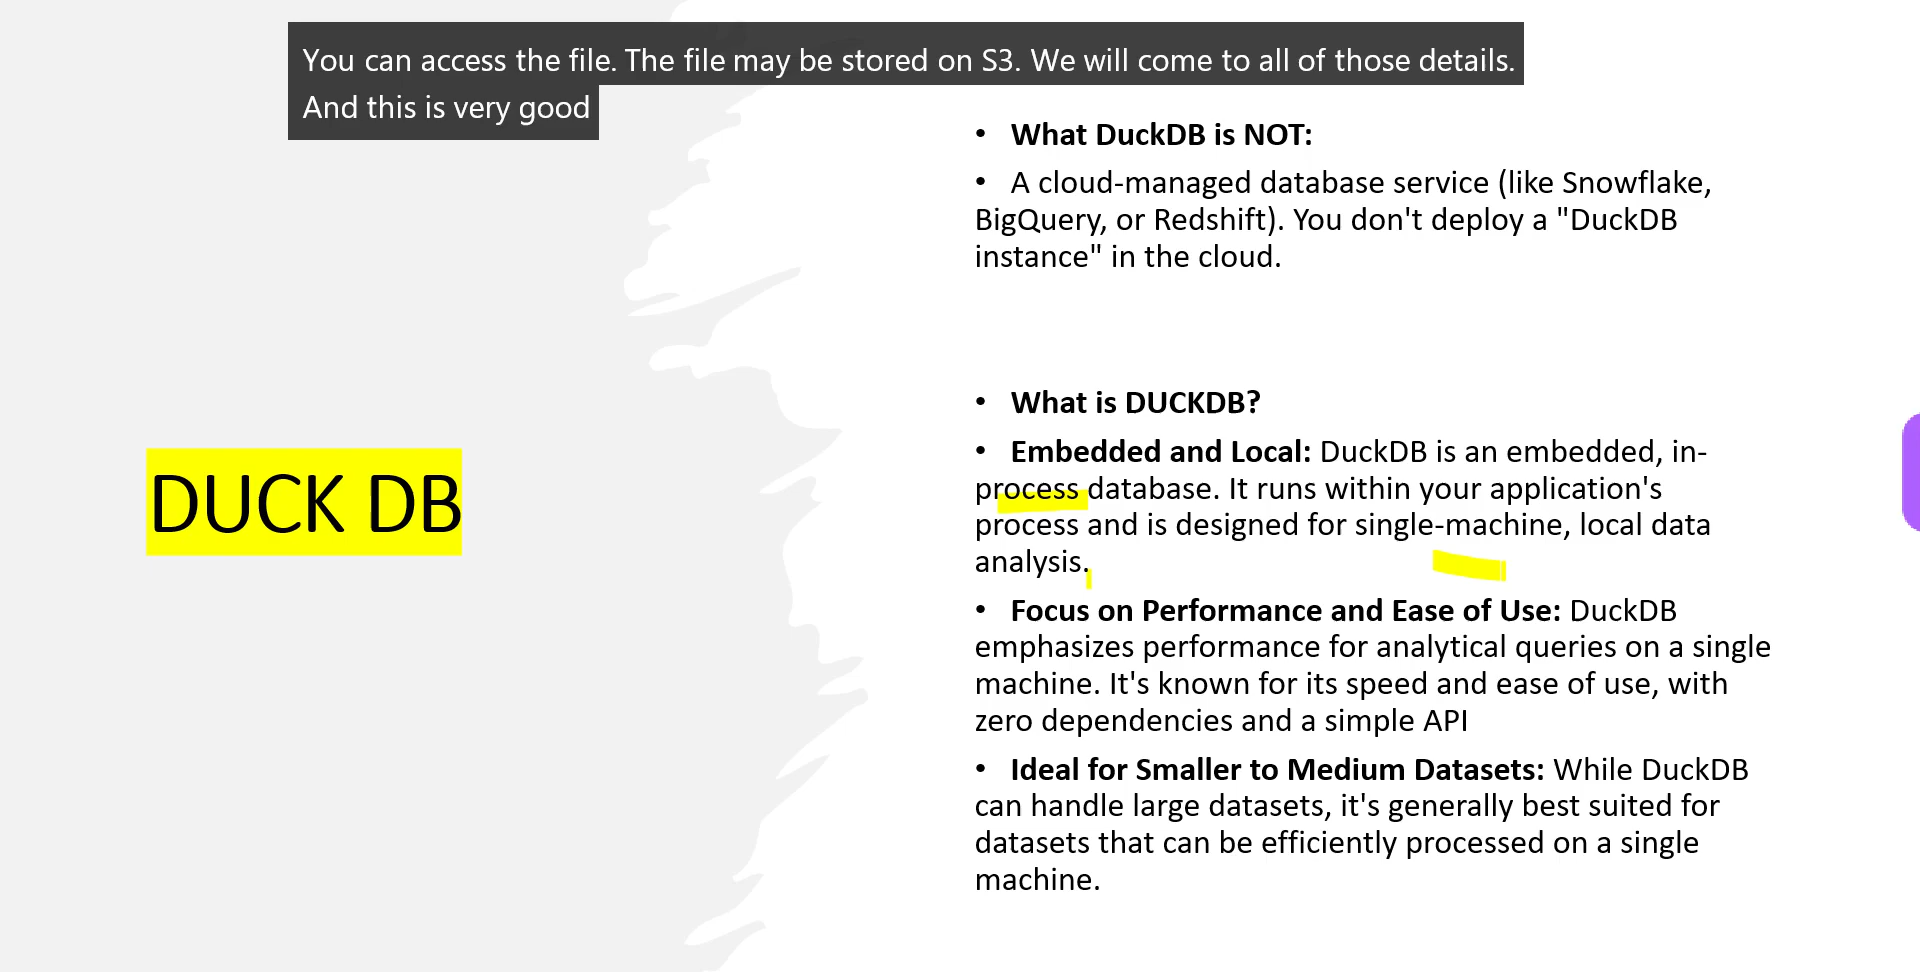 You can access the file. The file may be stored on S3. We will come to all of those details.
And this is very good
DUCK DB
• What DuckDB is NOT:
• A cloud-managed database service (like Snowflake,
BigQuery, or Redshift). You don't deploy a "DuckDB
instance" in the cloud.
• What is DUCKDB?
• Embedded and Local: DuckDB is an embedded, in-
process database. It runs within your application's
process and is designed for single-machine, local data
analysis.
• Focus on Performance and Ease of Use: DuckDB
emphasizes performance for analytical queries on a single
machine. It's known for its speed and ease of use, with
zero dependencies and a simple API
• Ideal for Smaller to Medium Datasets: While DuckDB
can handle large datasets, it's generally best suited for
datasets that can be efficiently processed on a single
machine.